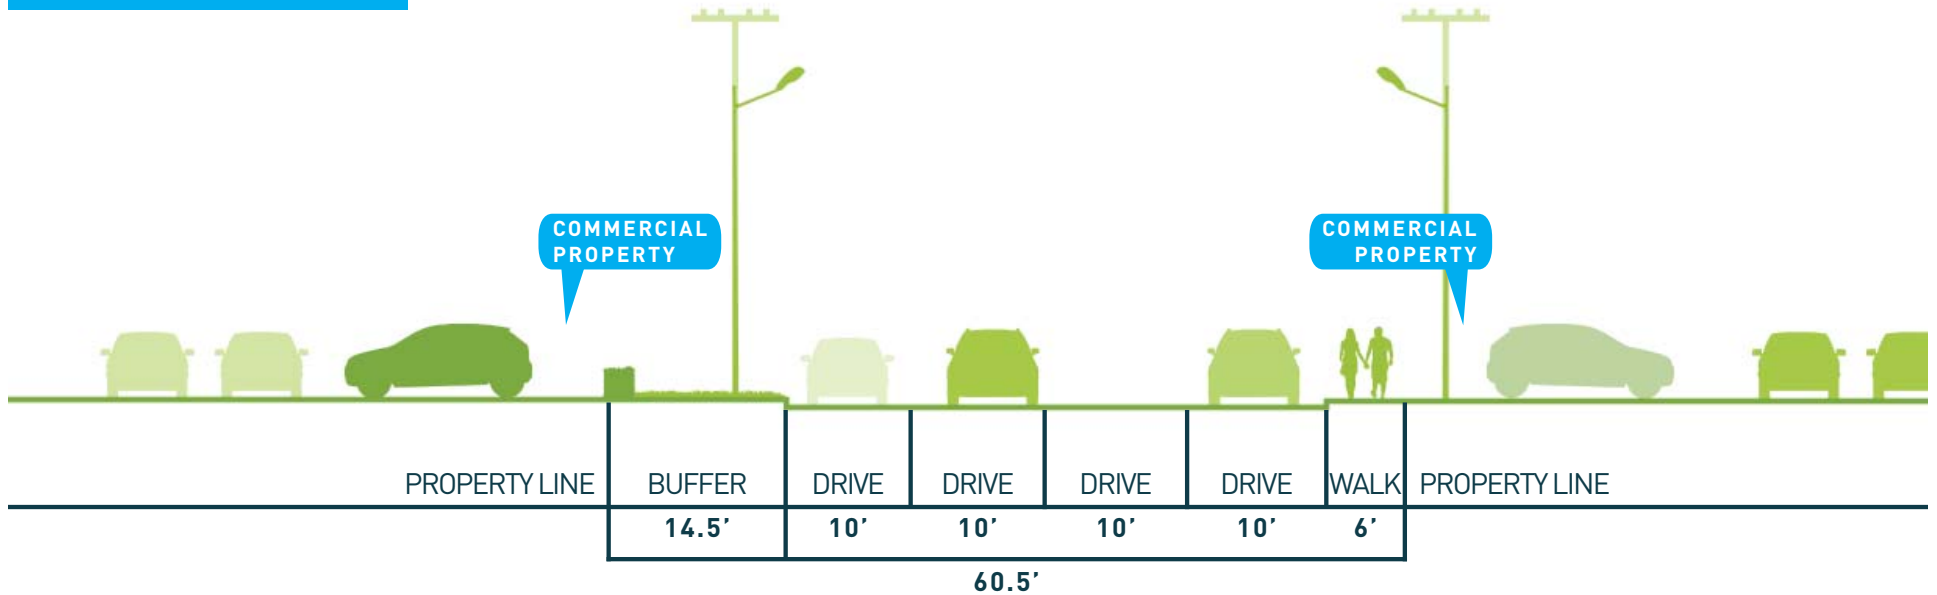 COMMERCIAL
PROPERTY
COMMERCIAL
PROPERTY
PROPERTY LINE BUFFER DRIVE DRIVE DRIVE DRIVE WALK PROPERTY LINE
14.5’ 10’ 10’ 10’ 10’ 6’
60.5’